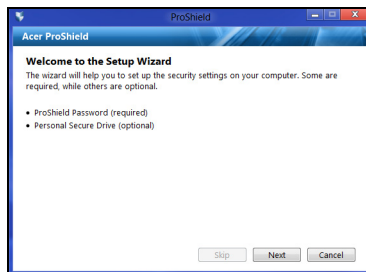 ProShield
Acer ProShield
Welcome to the Setup Wizard
The wizard will help you to set up the security settings on your computer. Some are
required, while others are optional.
• ProShield Password (required)
• Personal Secure Drive (optional)
Skip Next Cancel